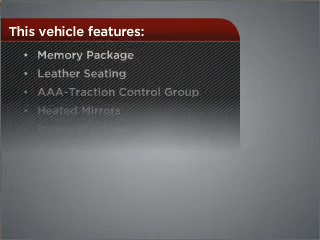 This vehicle features:
• Memory Package
• Leather Seating
• AAA-Traction Control Group
• Heated Mirrors